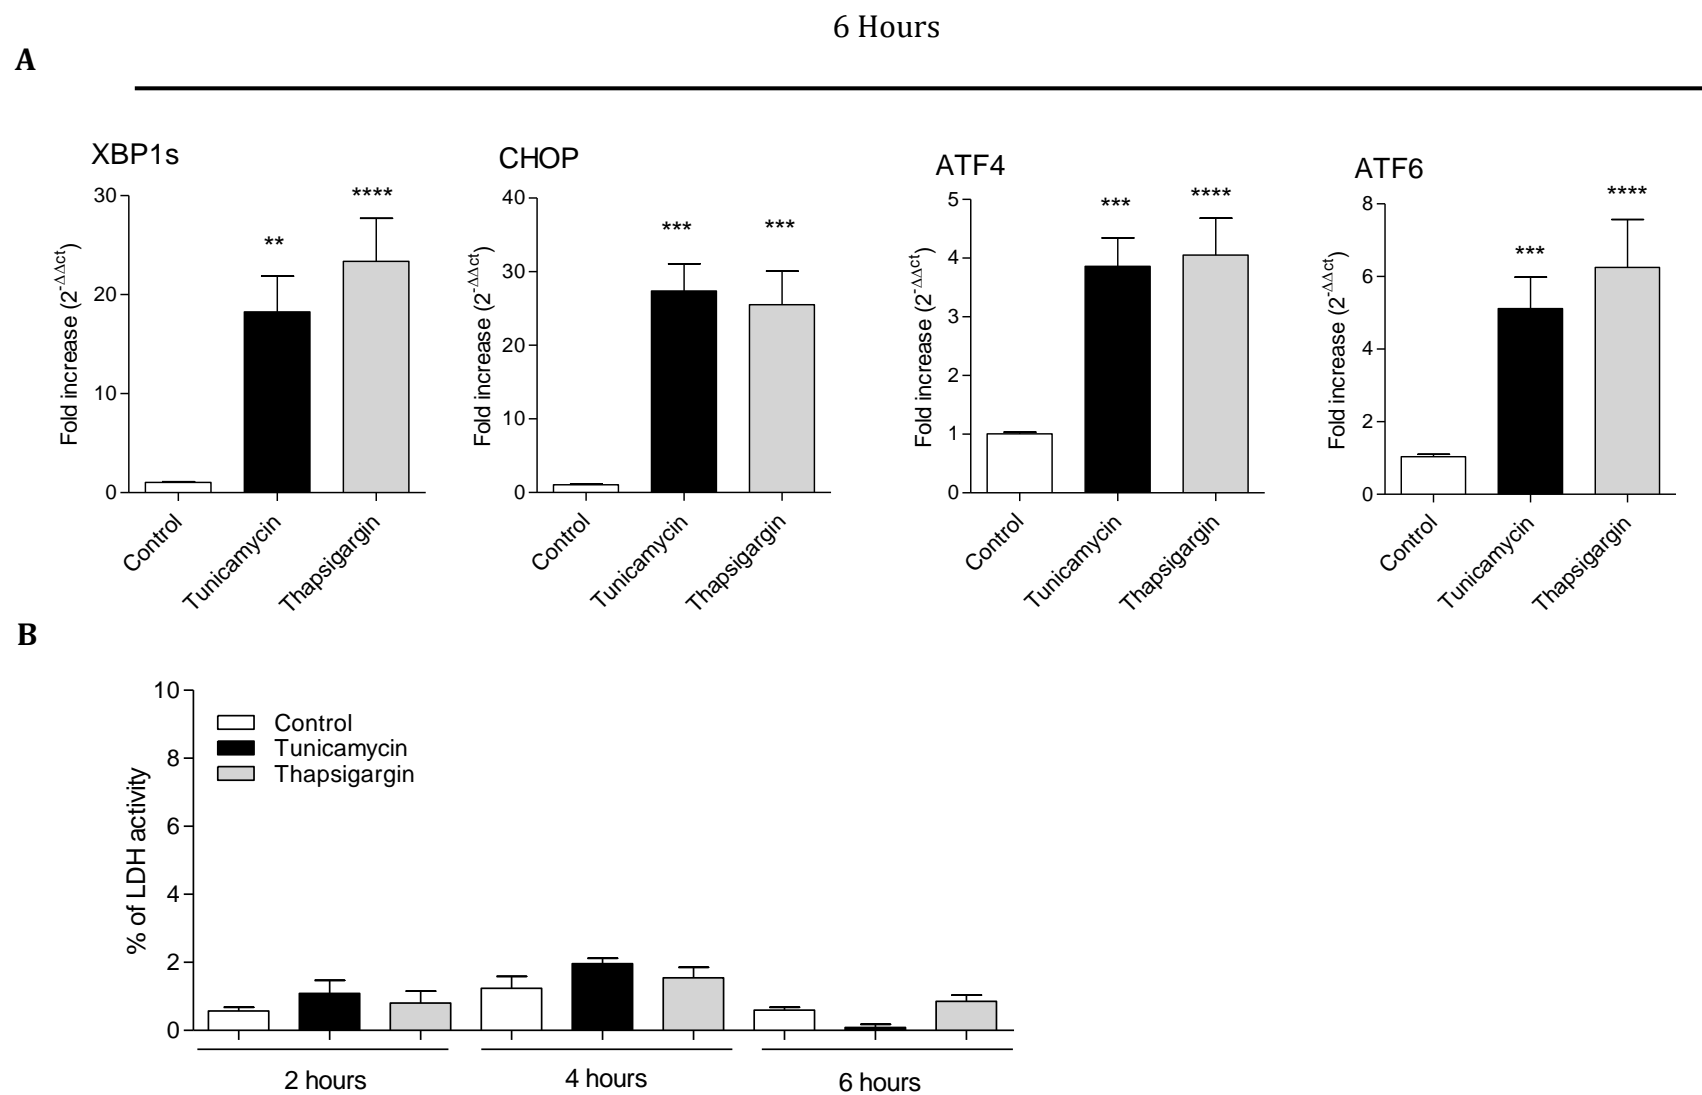 6 Hours
A
XBP1s
Fold increase (2^-ΔΔct)
30
20
10
0
**
****
Control
Tunicamycin
Thapsigargin
CHOP
Fold increase (2^-ΔΔct)
40
30
20
10
0
***
***
Control
Tunicamycin
Thapsigargin
ATF4
Fold increase (2^-ΔΔct)
5
4
3
2
1
0
***
****
Control
Tunicamycin
Thapsigargin
ATF6
Fold increase (2^-ΔΔct)
8
6
4
2
0
***
****
Control
Tunicamycin
Thapsigargin
B
% of LDH activity
10
8
6
4
2
0
Control
Tunicamycin
Thapsigargin
2 hours
4 hours
6 hours